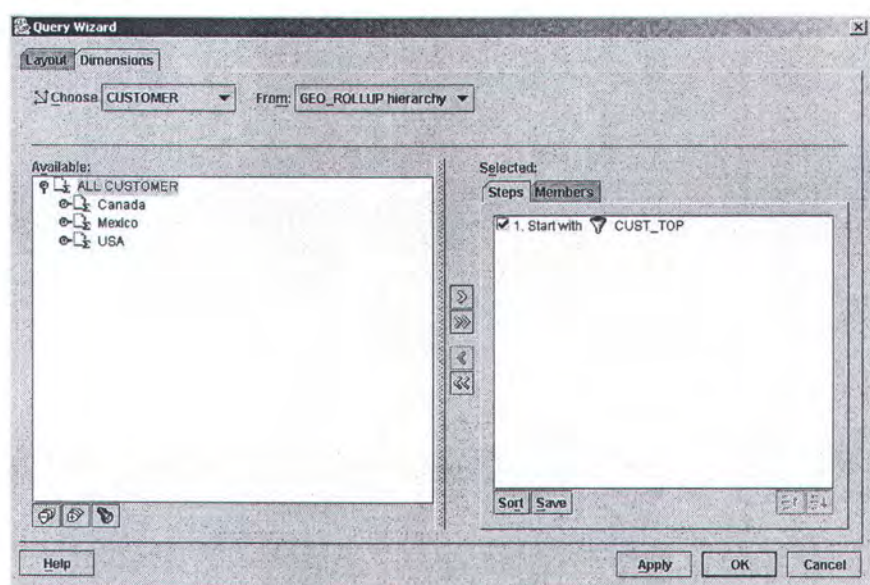 Query Wizard
Layout Dimensions
Choose CUSTOMER From: GEO_ROLLUP hierarchy
Available:
ALL CUSTOMER
Canada
Mexico
USA
Selected:
Steps Members
1. Start with CUST_TOP
Sort Save
Help Apply OK Cancel